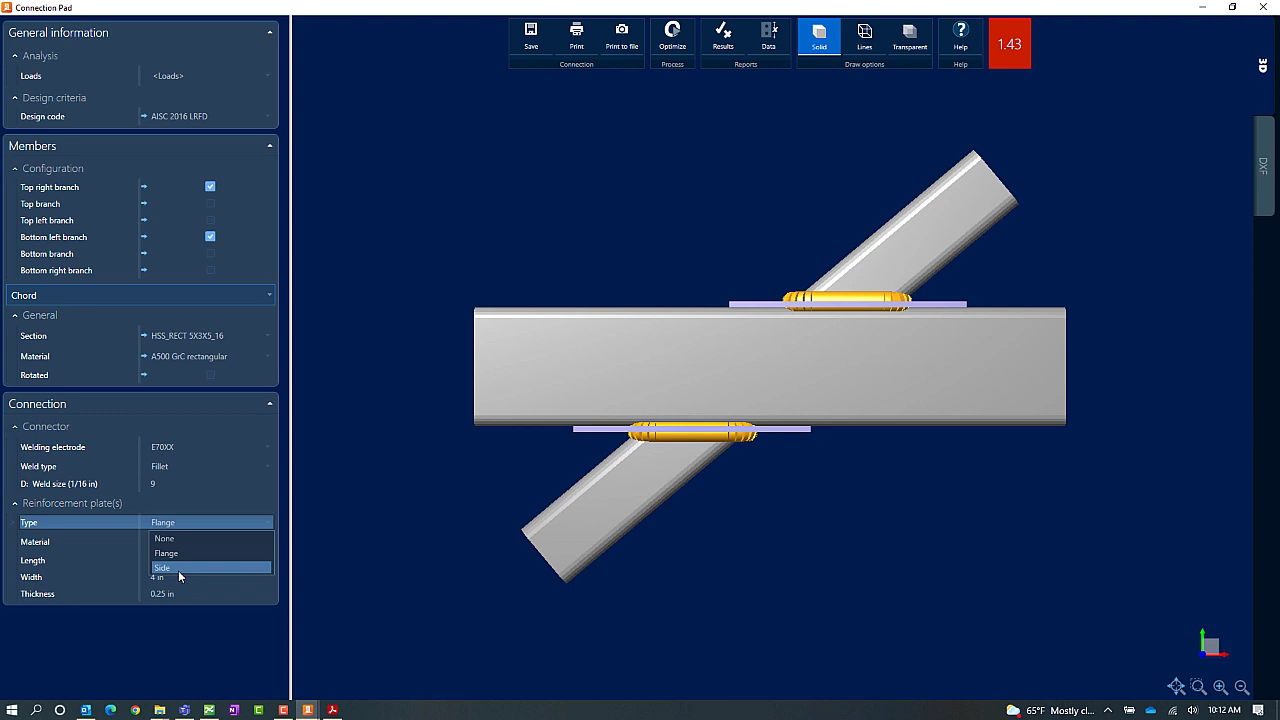 Connection Pad
General information
Analysis
Loads <Loads>
Design criteria
Design code AISC 2016 LRFD
Members
Configuration
Top right branch
Top branch
Top left branch
Bottom left branch
Bottom branch
Bottom right branch
Chord
General
Section HSS_RECT 5X3X5_16
Material A500 GrC rectangular
Rotated
Connection
Connector
Welding electrode E70XX
Weld type Fillet
D: Weld size (1/16 in) 9
Reinforcement plate(s)
Type Flange
None
Material
Flange
Length
Side
Width 4 in
Thickness 0.25 in
Save Print Print to file Optimize Results Data Solid Lines Transparent Help
Connection Process Reports Draw options Help
1.43
3D
DXF
65°F Mostly cl...
10:12 AM